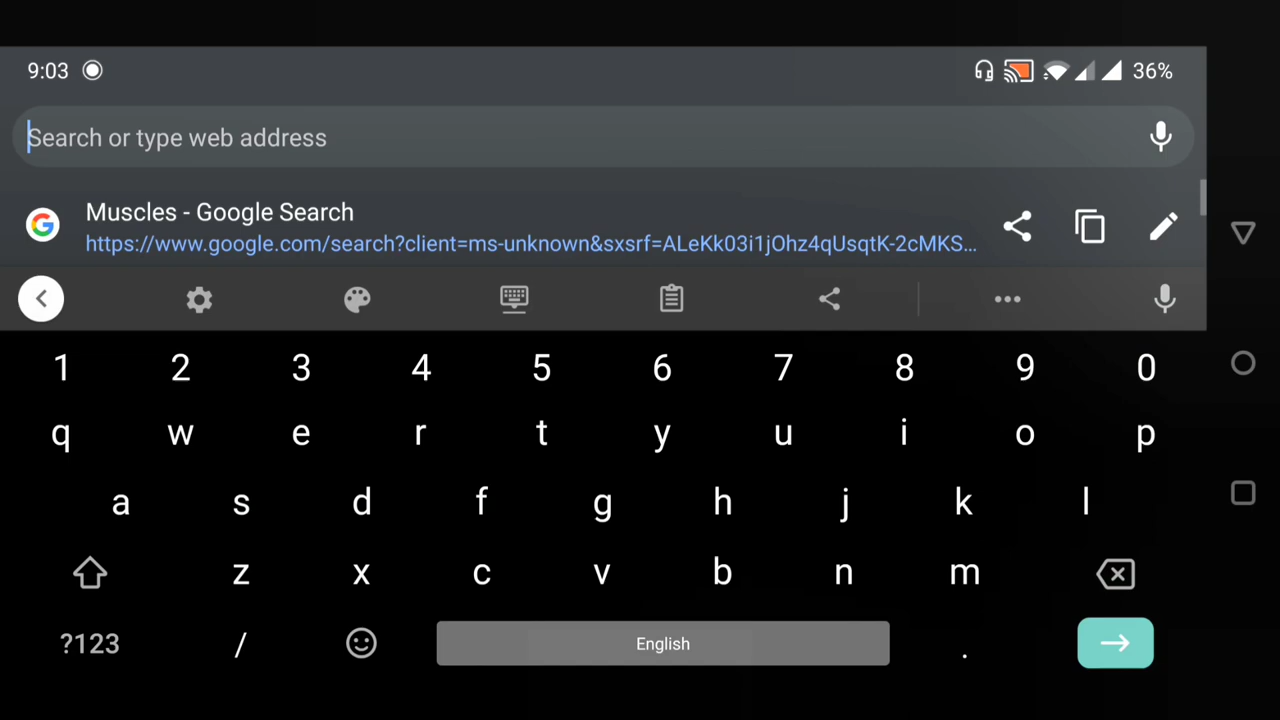 9:03 36%
Search or type web address
Muscles - Google Search
https://www.google.com/search?client=ms-unknown&sxsrf=ALeKk03i1jOhz4qUsqtK-2cMKS...
1 2 3 4 5 6 7 8 9 0
q w e r t y u i o p
a s d f g h j k l
z x c v b n m
?123 / English .